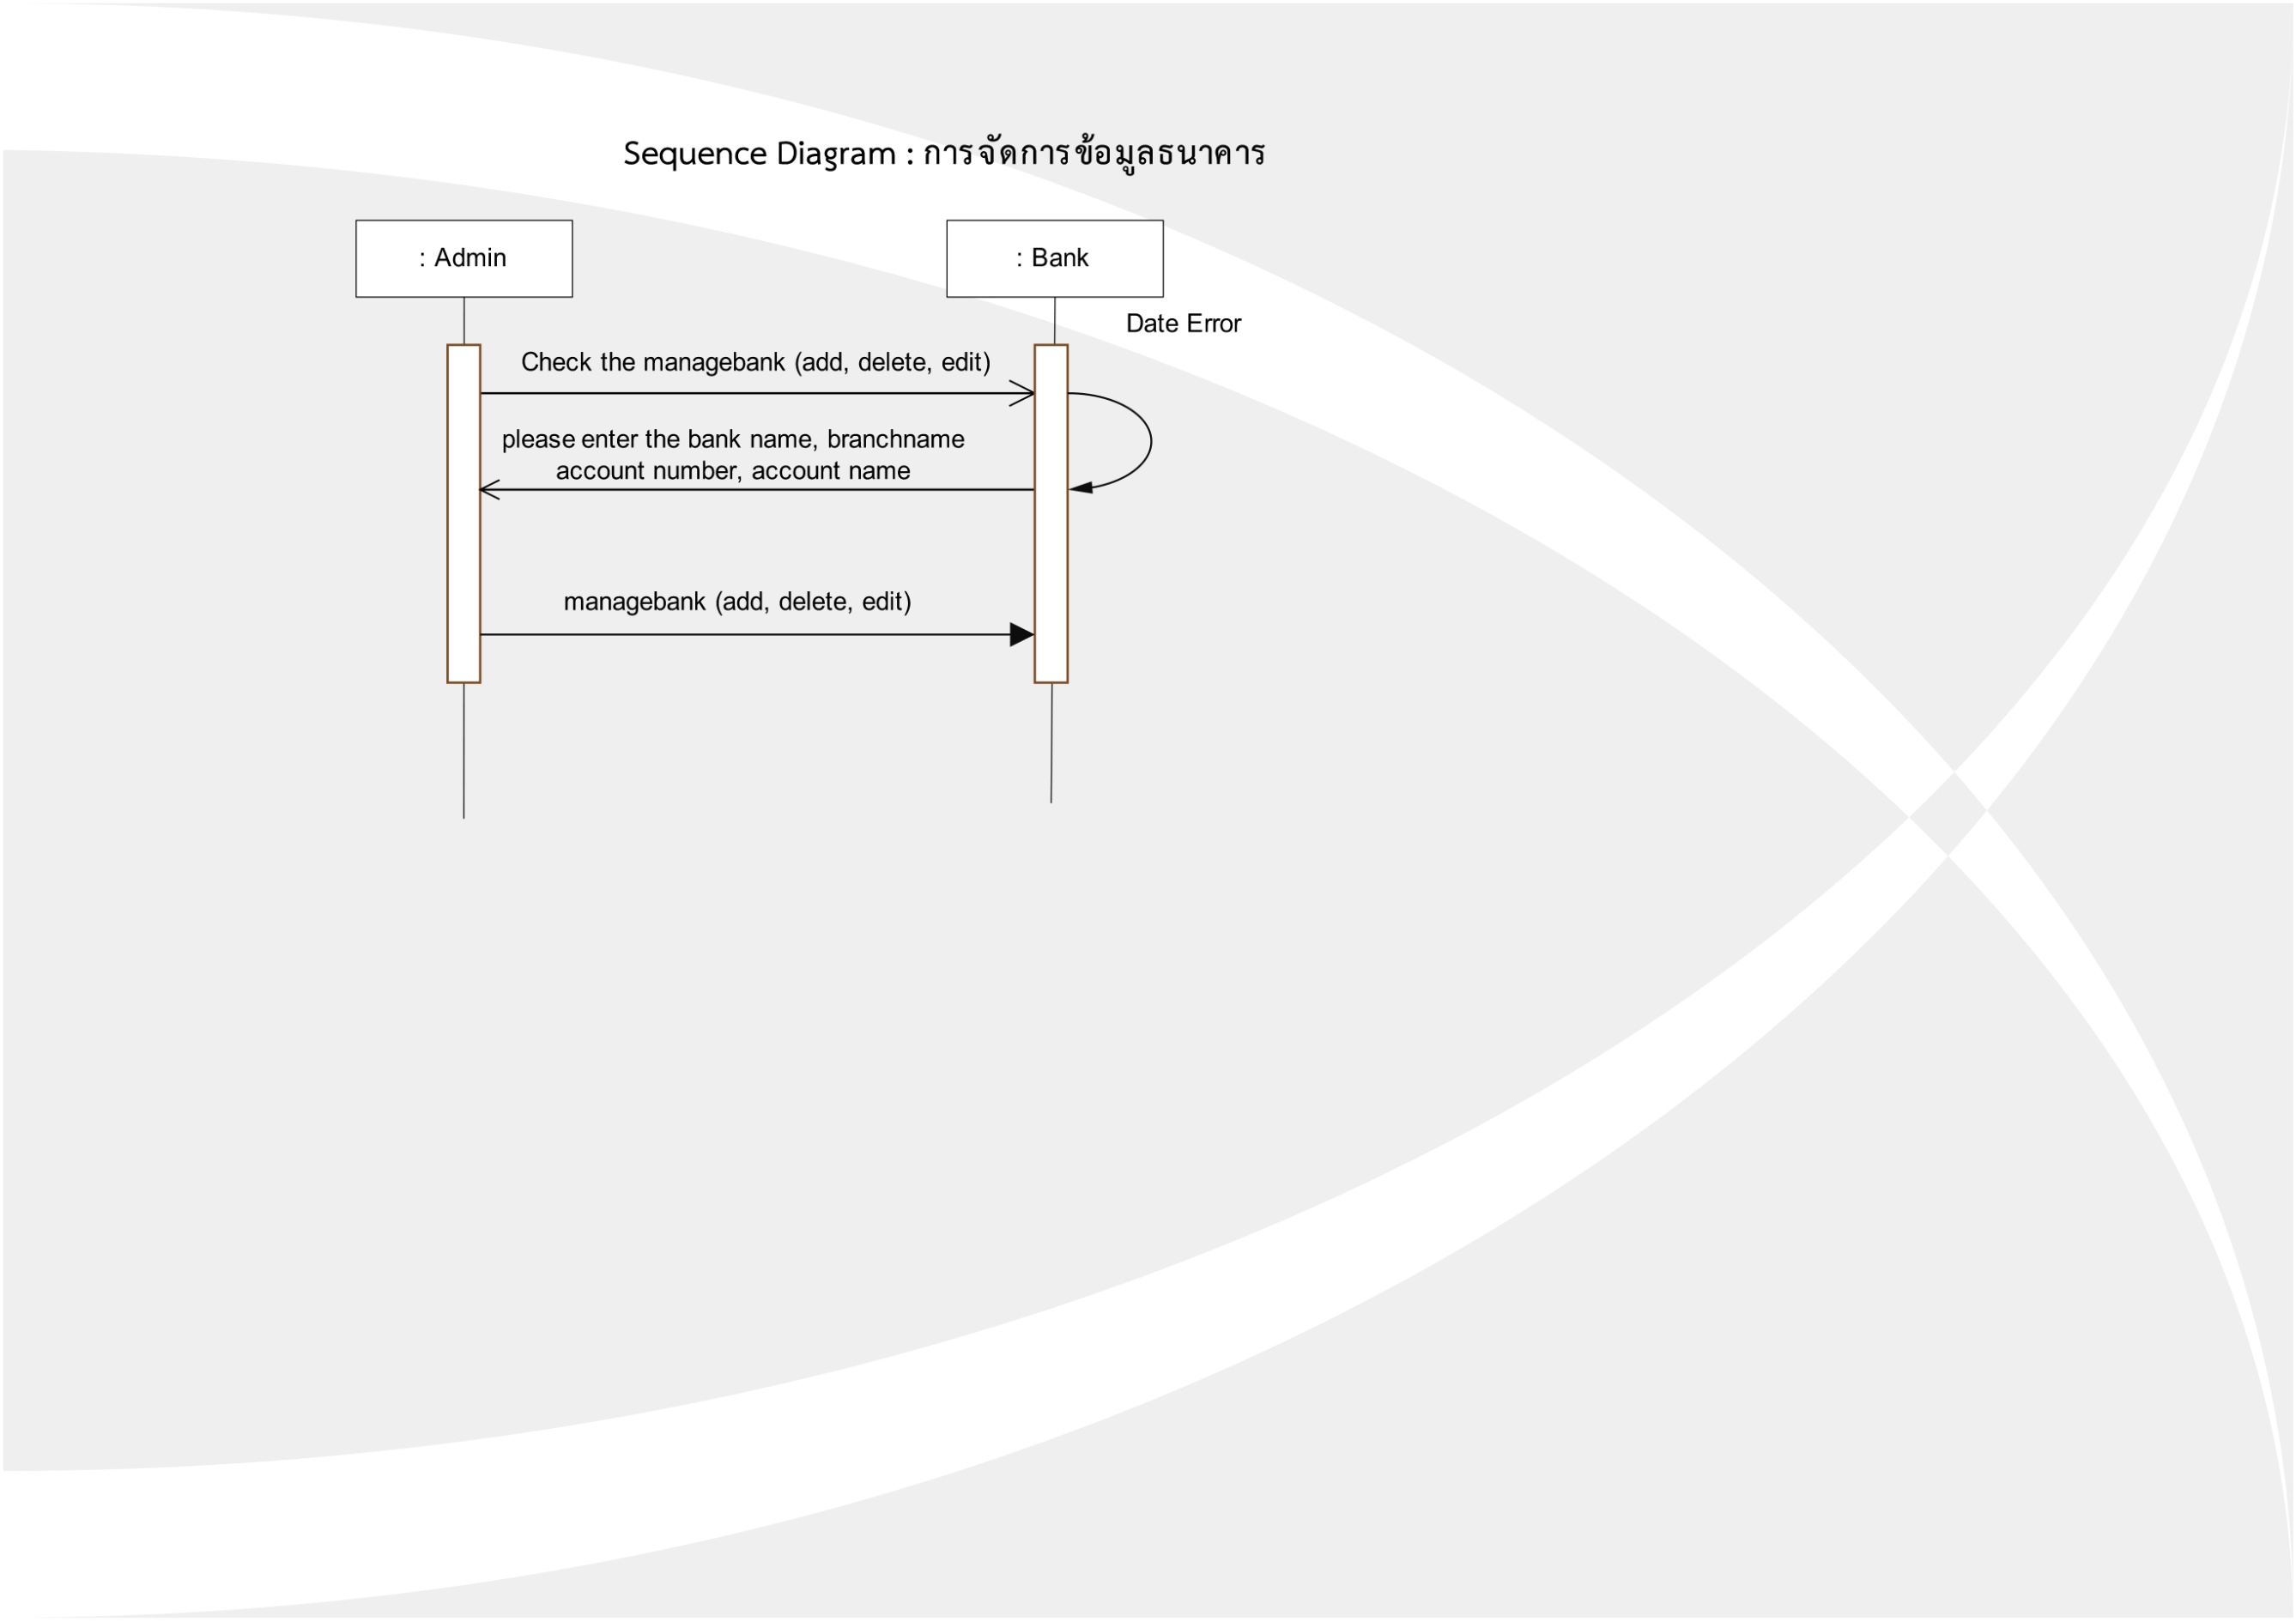 Sequence Diagram : การจัดการข้อมูลธนาคาร
: Admin
: Bank
Date Error
Check the managebank (add, delete, edit)
please enter the bank name, branchname
account number, account name
managebank (add, delete, edit)